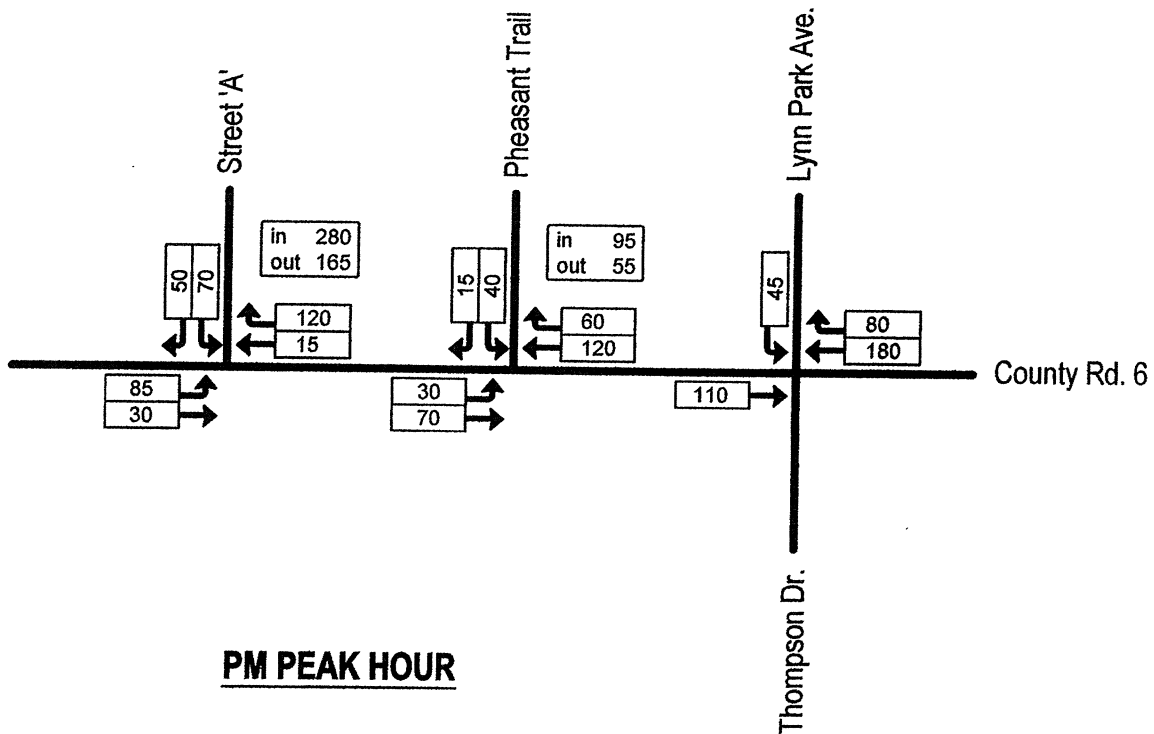 Street 'A'
Pheasant Trail
Lynn Park Ave.
in 280
out 165
in 95
out 55
50
70
120
15
15
40
60
120
45
80
180
85
30
30
70
110
County Rd. 6
Thompson Dr.
PM PEAK HOUR